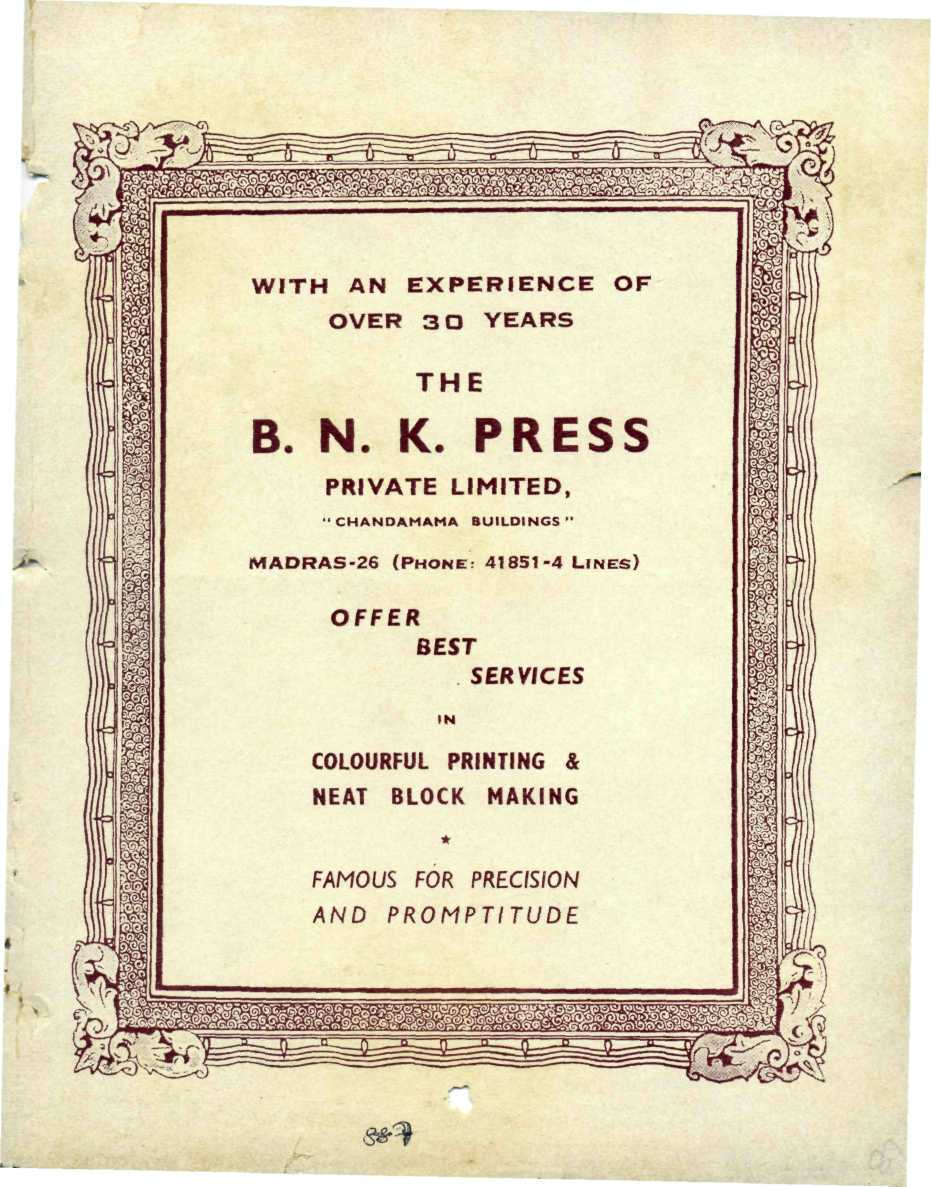 WITH AN EXPERIENCE OF
OVER 30 YEARS
THE
B. N. K. PRESS
PRIVATE LIMITED,
"CHANDAMAMA BUILDINGS"
MADRAS-26 (PHONE: 41851-4 LINES)
OFFER
BEST
SERVICES
IN
COLOURFUL PRINTING &
NEAT BLOCK MAKING
★
FAMOUS FOR PRECISION
AND PROMPTITUDE